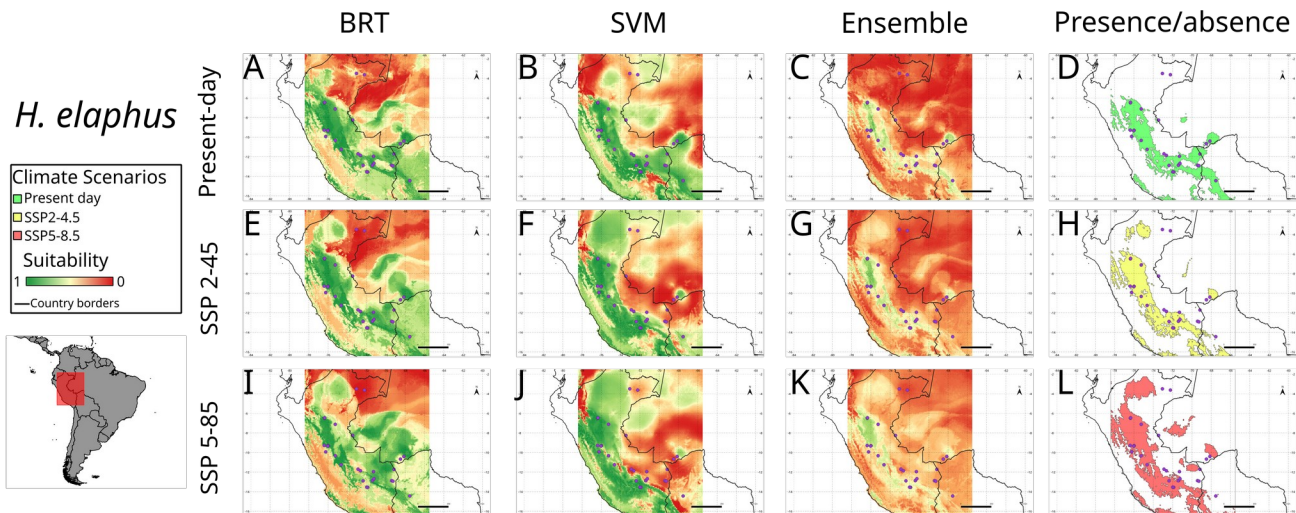 BRT SVM Ensemble Presence/absence
H. elaphus
Climate Scenarios
Present day
SSP2-4.5
SSP5-8.5
Suitability
1 0
Country borders
Present-day
A B C D
SSP 2-45
E F G H
SSP 5-85
I J K L